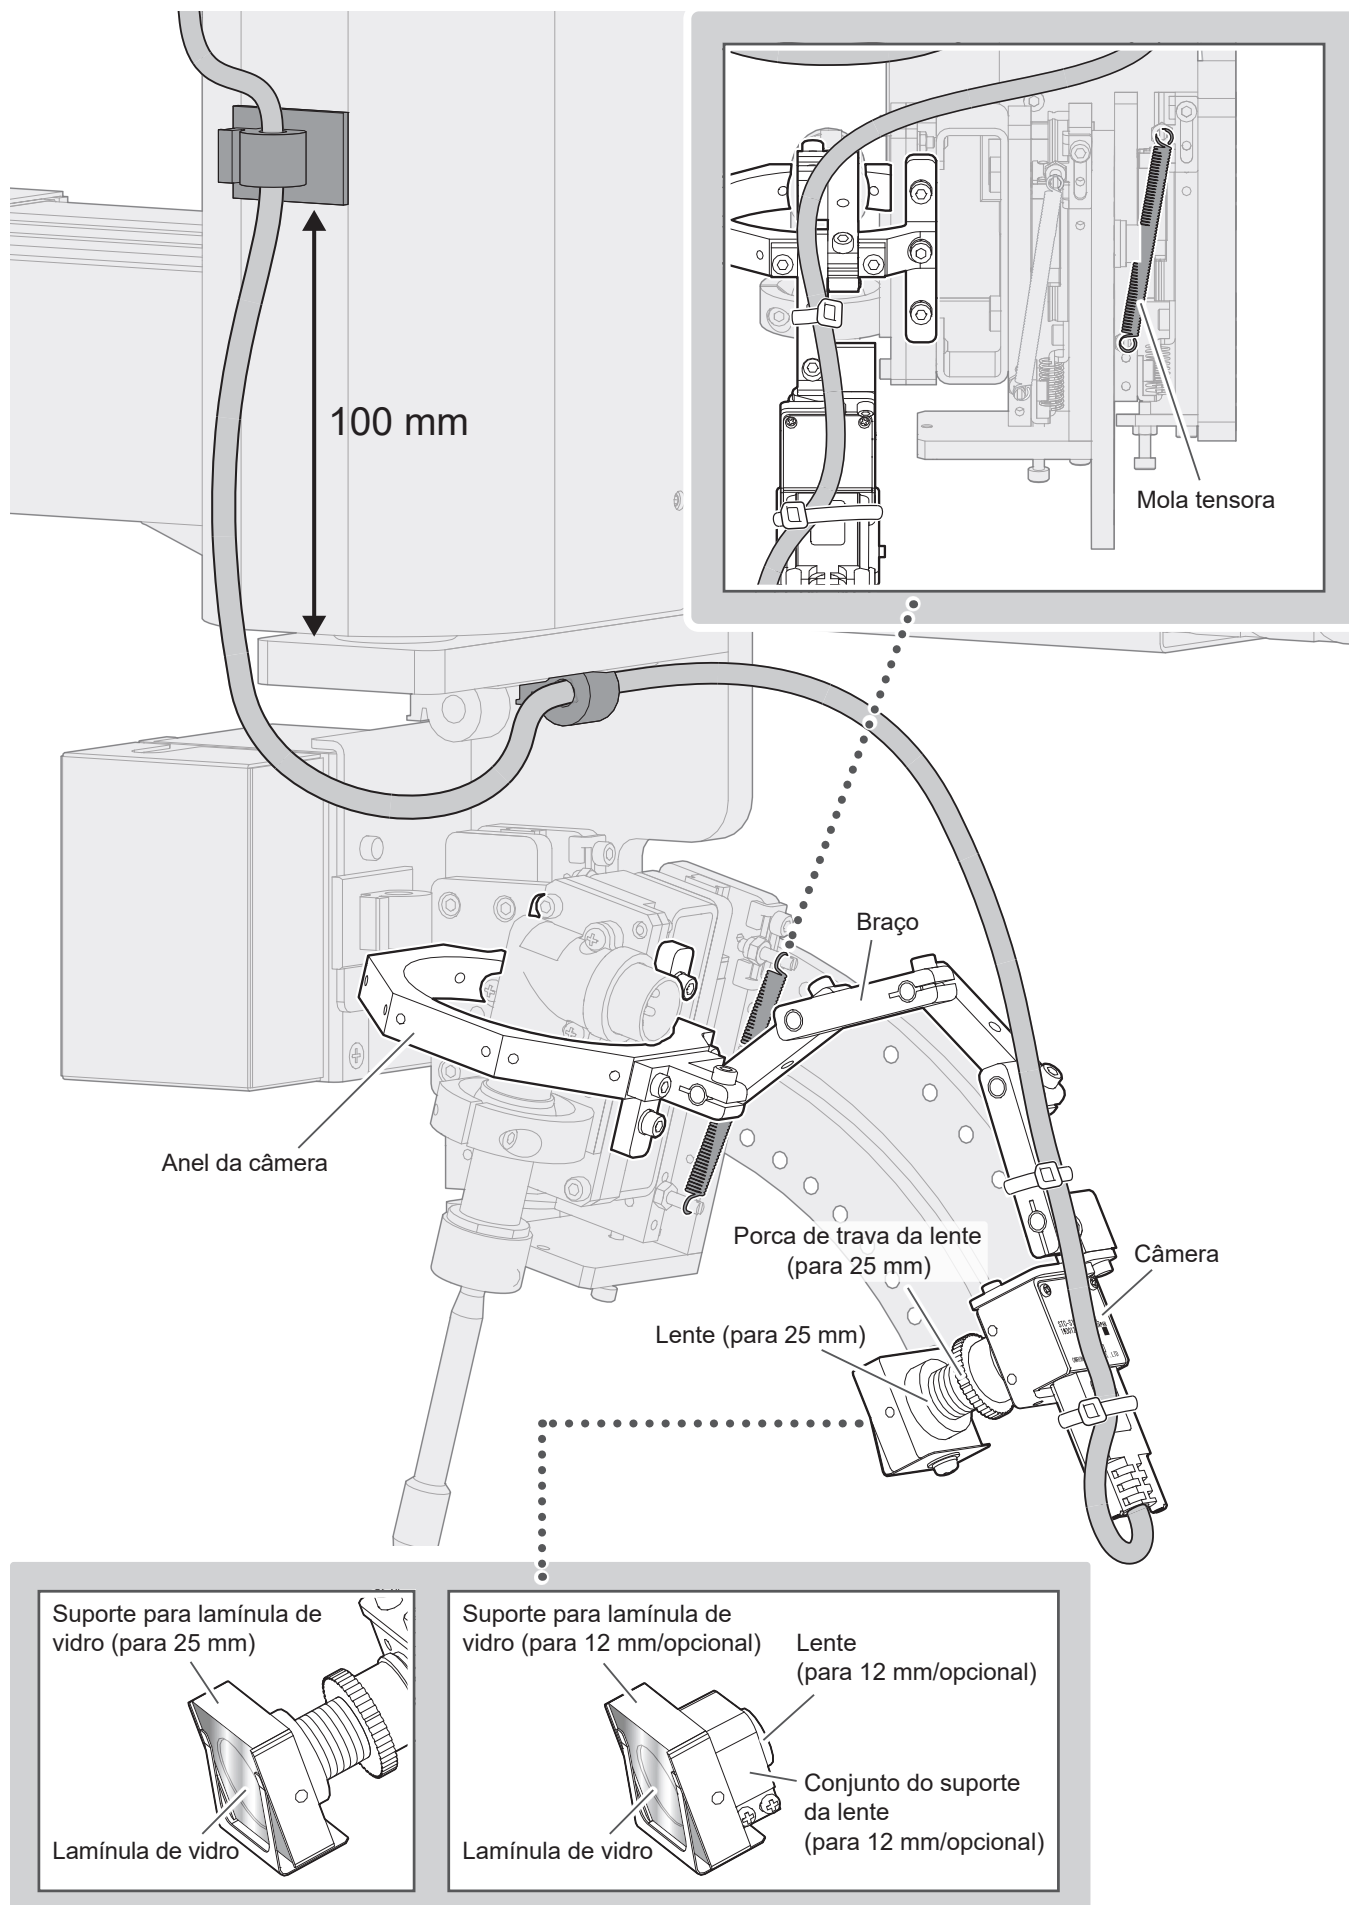 100 mm
Mola tensora
Braço
Anel da câmera
Porca de trava da lente
(para 25 mm)
Câmera
Lente (para 25 mm)
Suporte para lamínula de
vidro (para 25 mm)
Lamínula de vidro
Suporte para lamínula de
vidro (para 12 mm/opcional)
Lente
(para 12 mm/opcional)
Conjunto do suporte
da lente
(para 12 mm/opcional)
Lamínula de vidro